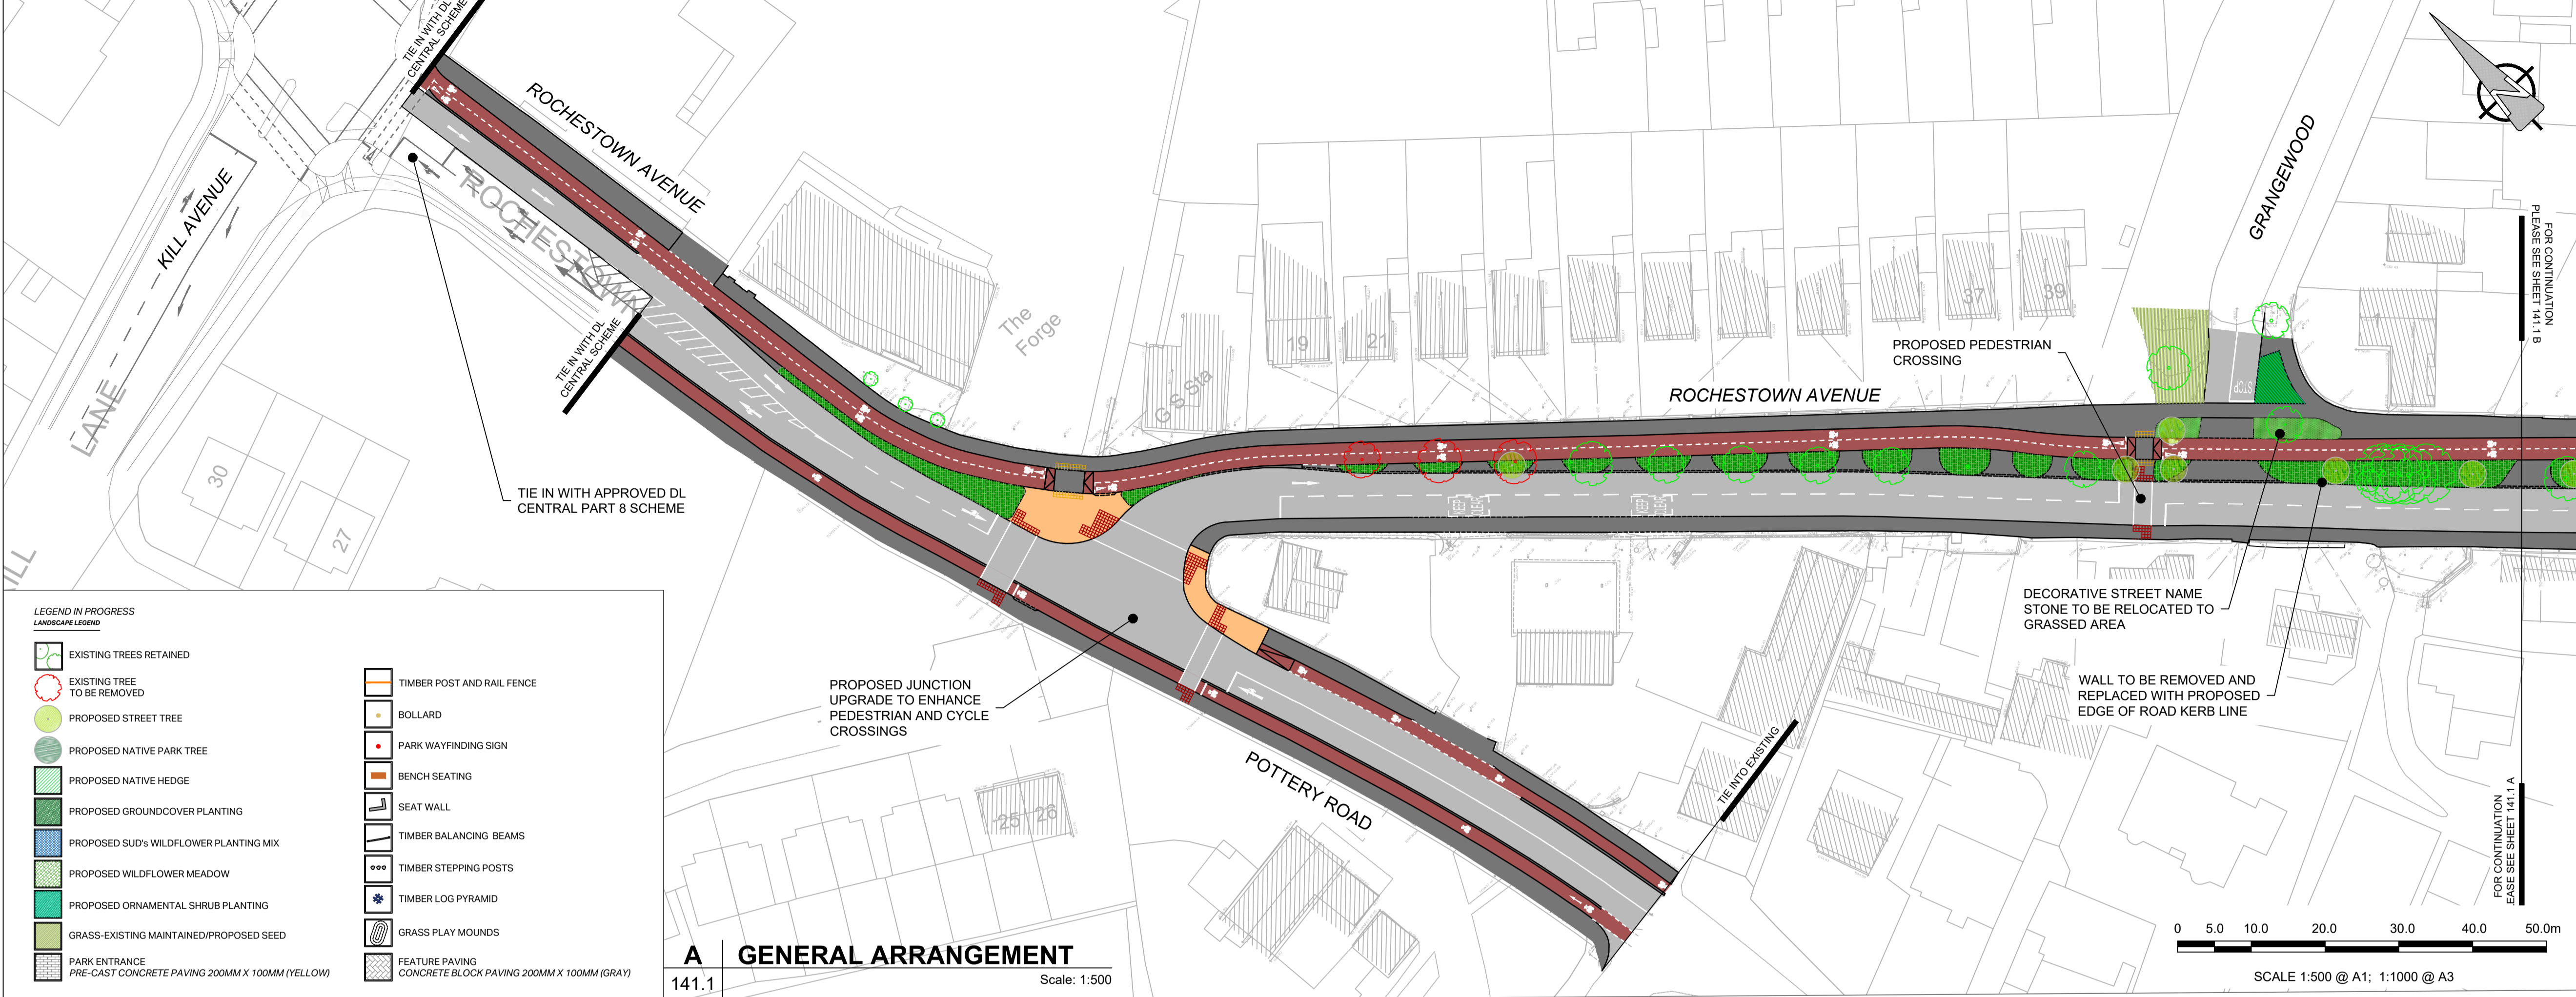 TIE IN WITH DL
CENTRAL SCHEME
ROCHESTOWN AVENUE
KILL AVENUE
ROCHESTOWN
LANE
TIE IN WITH DL
CENTRAL SCHEME
The
Forge
G S Sta
19
21
37
39
30
27
TIE IN WITH APPROVED DL
CENTRAL PART 8 SCHEME
ROCHESTOWN AVENUE
PROPOSED PEDESTRIAN
CROSSING
GRANGEWOOD
STOP
KEEP
CLEAR
KEEP
CLEAR
FOR CONTINUATION
PLEASE SEE SHEET 141.1 B
DECORATIVE STREET NAME
STONE TO BE RELOCATED TO
GRASSED AREA
WALL TO BE REMOVED AND
REPLACED WITH PROPOSED
EDGE OF ROAD KERB LINE
PROPOSED JUNCTION
UPGRADE TO ENHANCE
PEDESTRIAN AND CYCLE
CROSSINGS
POTTERY ROAD
TIE INTO EXISTING
25
26
FOR CONTINUATION
EASE SEE SHEET 141.1 A
LEGEND IN PROGRESS
LANDSCAPE LEGEND
EXISTING TREES RETAINED
EXISTING TREE
TO BE REMOVED
PROPOSED STREET TREE
PROPOSED NATIVE PARK TREE
PROPOSED NATIVE HEDGE
PROPOSED GROUNDCOVER PLANTING
PROPOSED SUD's WILDFLOWER PLANTING MIX
PROPOSED WILDFLOWER MEADOW
PROPOSED ORNAMENTAL SHRUB PLANTING
GRASS-EXISTING MAINTAINED/PROPOSED SEED
PARK ENTRANCE
PRE-CAST CONCRETE PAVING 200MM X 100MM (YELLOW)
TIMBER POST AND RAIL FENCE
BOLLARD
PARK WAYFINDING SIGN
BENCH SEATING
SEAT WALL
TIMBER BALANCING BEAMS
TIMBER STEPPING POSTS
TIMBER LOG PYRAMID
GRASS PLAY MOUNDS
FEATURE PAVING
CONCRETE BLOCK PAVING 200MM X 100MM (GRAY)
A
141.1
GENERAL ARRANGEMENT
Scale: 1:500
0 5.0 10.0 20.0 30.0 40.0 50.0m
SCALE 1:500 @ A1; 1:1000 @ A3